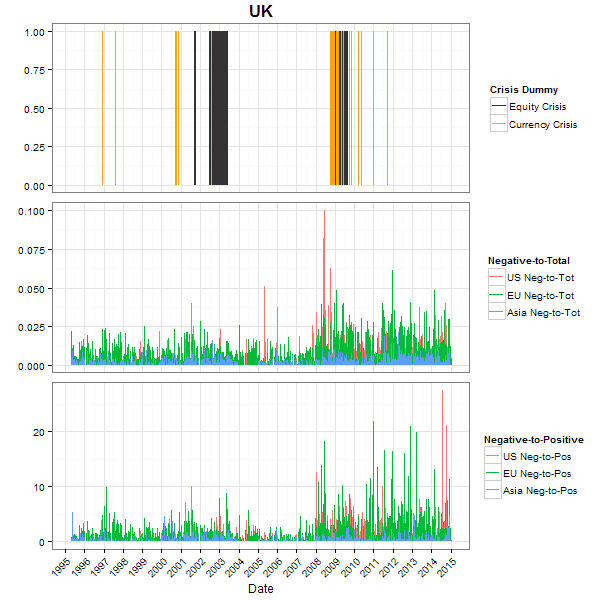 UK
1.00
0.75
0.50
0.25
0.00
Crisis Dummy
Equity Crisis
Currency Crisis
0.100
0.075
0.050
0.025
0.000
Negative-to-Total
US Neg-to-Tot
EU Neg-to-Tot
Asia Neg-to-Tot
20
10
0
Negative-to-Positive
US Neg-to-Pos
EU Neg-to-Pos
Asia Neg-to-Pos
1995 1996 1997 1998 1999 2000 2001 2002 2003 2004 2005 2006 2007 2008 2009 2010 2011 2012 2013 2014 2015
Date